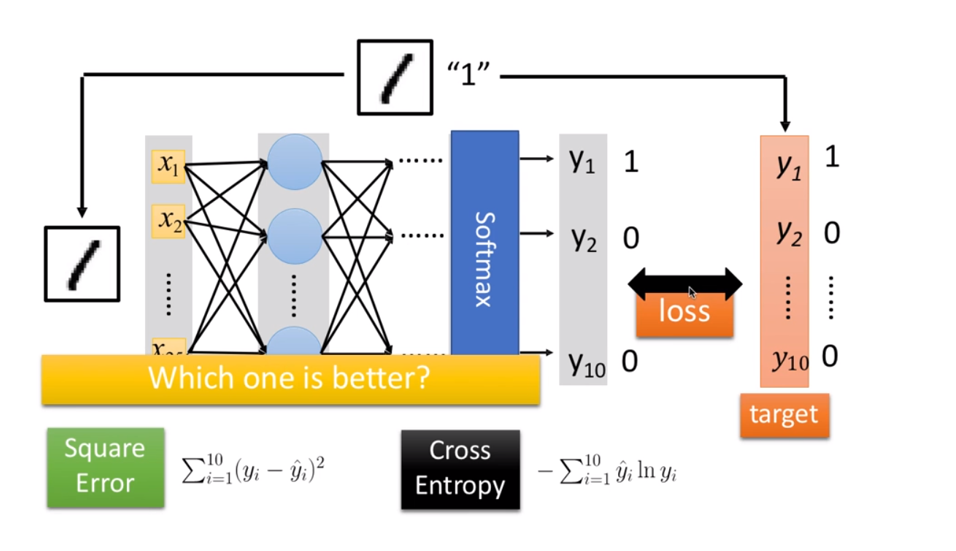 “1”
x1
x2
Softmax
y1 1
y2 0
y10 0
loss
y1 1
y2 0
y10 0
target
Which one is better?
Square
Error
∑_{i=1}^{10}(y_i − ŷ_i)^2
Cross
Entropy
− ∑_{i=1}^{10} ŷ_i ln y_i